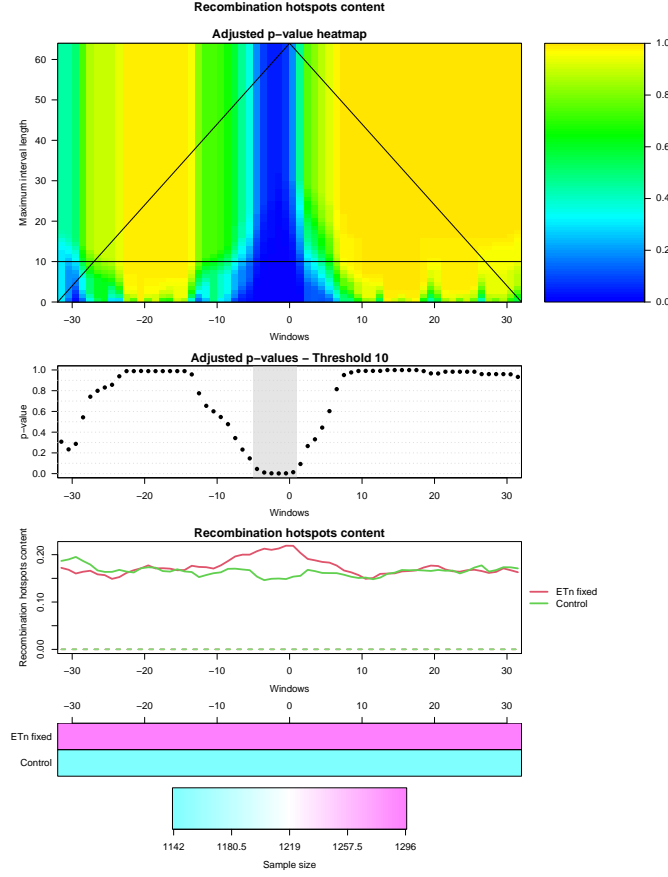 Recombination hotspots content
Adjusted p−value heatmap
Maximum interval length
0 10 20 30 40 50 60
−30 −20 −10 0 10 20 30
Windows
0.0 0.2 0.4 0.6 0.8 1.0
Adjusted p−values − Threshold 10
p−value
0.0 0.2 0.4 0.6 0.8 1.0
−30 −20 −10 0 10 20 30
Windows
Recombination hotspots content
Recombination hotspots content
0.00 0.10 0.20
−30 −20 −10 0 10 20 30
Windows
ETn fixed
Control
−30 −20 −10 0 10 20 30
ETn fixed
Control
1142 1180.5 1219 1257.5 1296
Sample size